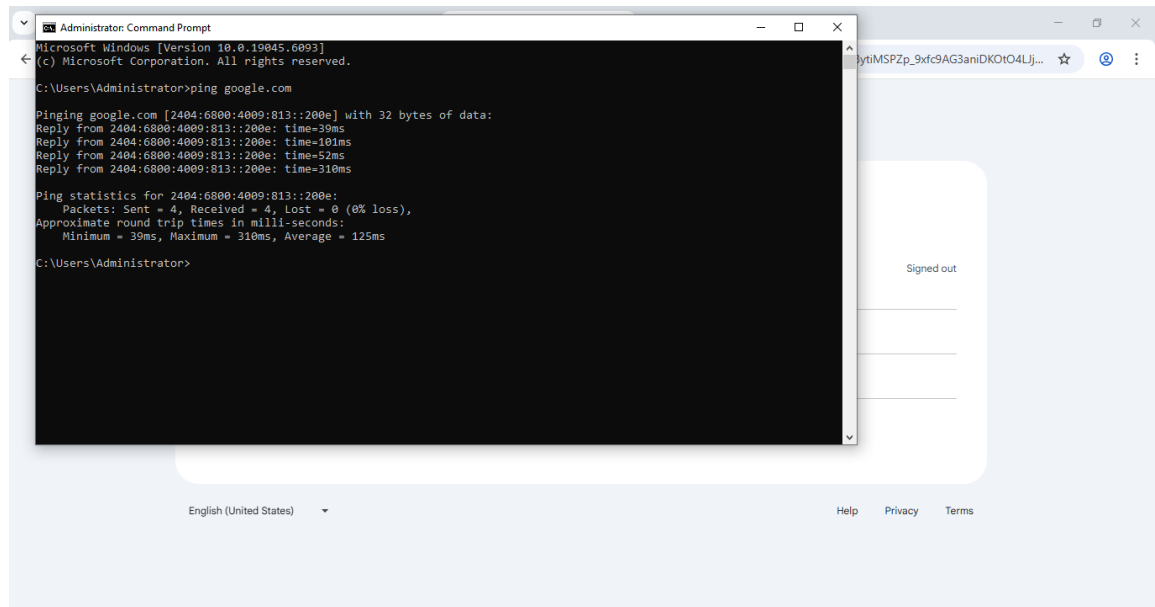 Administrator: Command Prompt
Microsoft Windows [Version 10.0.19045.6093]
(c) Microsoft Corporation. All rights reserved.
C:\Users\Administrator>ping google.com
Pinging google.com [2404:6800:4009:813::200e] with 32 bytes of data:
Reply from 2404:6800:4009:813::200e: time=39ms
Reply from 2404:6800:4009:813::200e: time=101ms
Reply from 2404:6800:4009:813::200e: time=52ms
Reply from 2404:6800:4009:813::200e: time=310ms
Ping statistics for 2404:6800:4009:813::200e:
Packets: Sent = 4, Received = 4, Lost = 0 (0% loss),
Approximate round trip times in milli-seconds:
Minimum = 39ms, Maximum = 310ms, Average = 125ms
C:\Users\Administrator>
Signed out
English (United States)
Help Privacy Terms